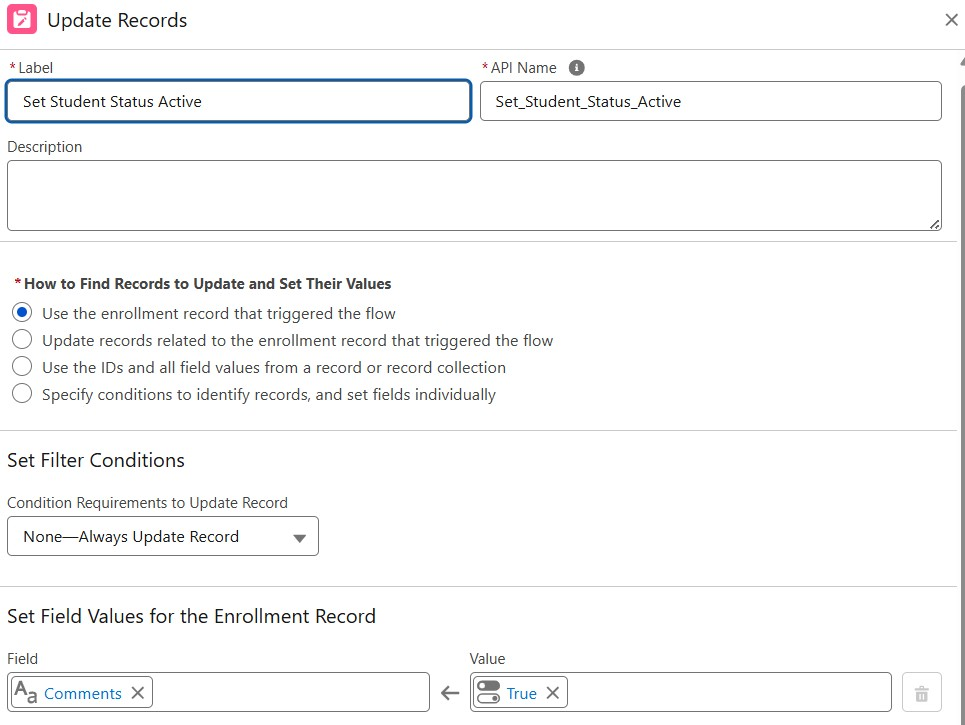 Update Records
* Label
* API Name
Set Student Status Active
Set_Student_Status_Active
Description
* How to Find Records to Update and Set Their Values
Use the enrollment record that triggered the flow
Update records related to the enrollment record that triggered the flow
Use the IDs and all field values from a record or record collection
Specify conditions to identify records, and set fields individually
Set Filter Conditions
Condition Requirements to Update Record
None—Always Update Record
Set Field Values for the Enrollment Record
Field
Value
Aa Comments
True